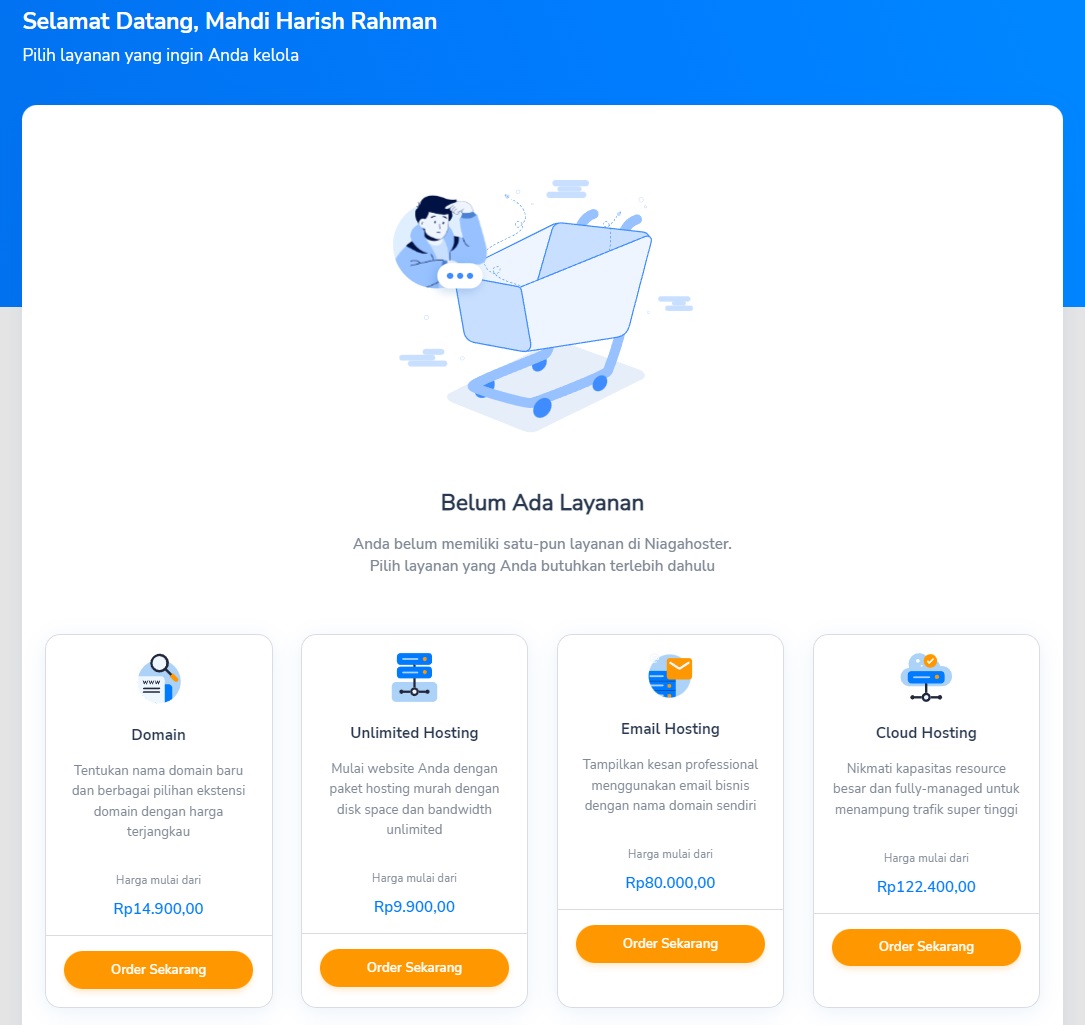 Selamat Datang, Mahdi Harish Rahman
Pilih layanan yang ingin Anda kelola
Belum Ada Layanan
Anda belum memiliki satu-pun layanan di Niagahoster.
Pilih layanan yang Anda butuhkan terlebih dahulu
www
Domain
Tentukan nama domain baru
dan berbagai pilihan ekstensi
domain dengan harga
terjangkau
Harga mulai dari
Rp14.900,00
Order Sekarang
Unlimited Hosting
Mulai website Anda dengan
paket hosting murah dengan
disk space dan bandwidth
unlimited
Harga mulai dari
Rp9.900,00
Order Sekarang
Email Hosting
Tampilkan kesan professional
menggunakan email bisnis
dengan nama domain sendiri
Harga mulai dari
Rp80.000,00
Order Sekarang
Cloud Hosting
Nikmati kapasitas resource
besar dan fully-managed untuk
menampung trafik super tinggi
Harga mulai dari
Rp122.400,00
Order Sekarang